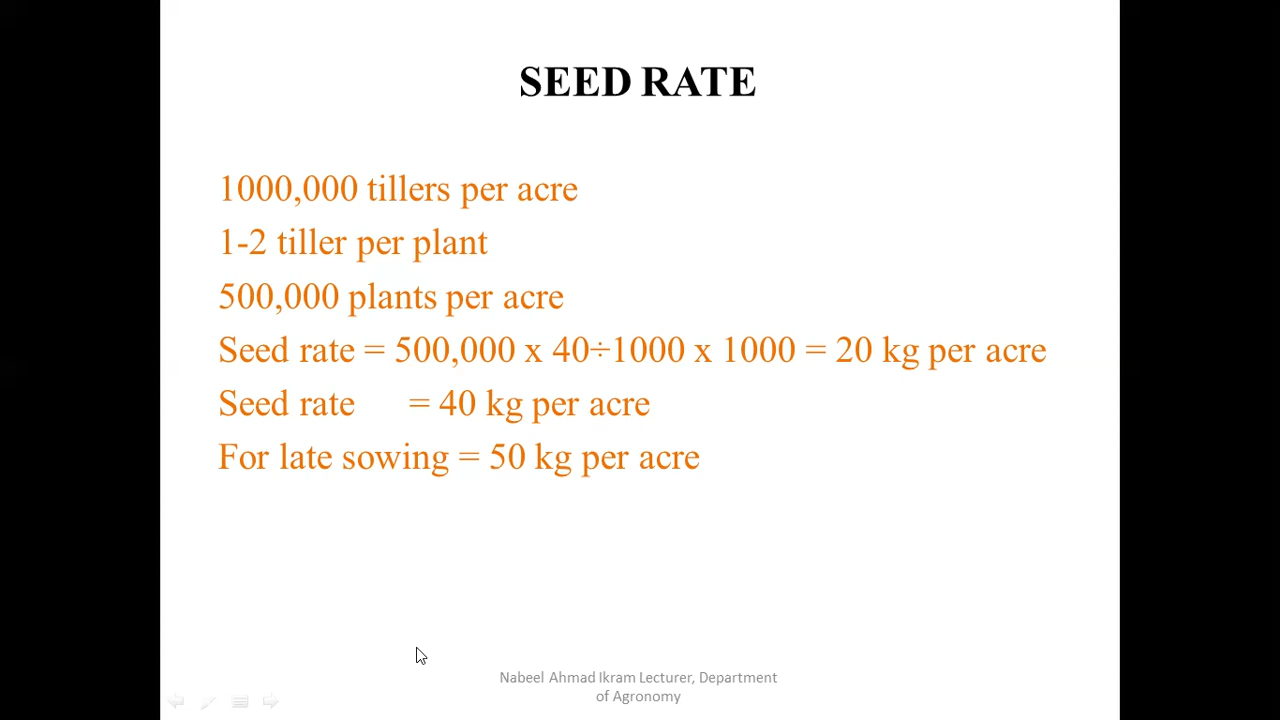 SEED RATE
1000,000 tillers per acre
1-2 tiller per plant
500,000 plants per acre
Seed rate = 500,000 x 40÷1000 x 1000 = 20 kg per acre
Seed rate = 40 kg per acre
For late sowing = 50 kg per acre
Nabeel Ahmad Ikram Lecturer, Department
of Agronomy